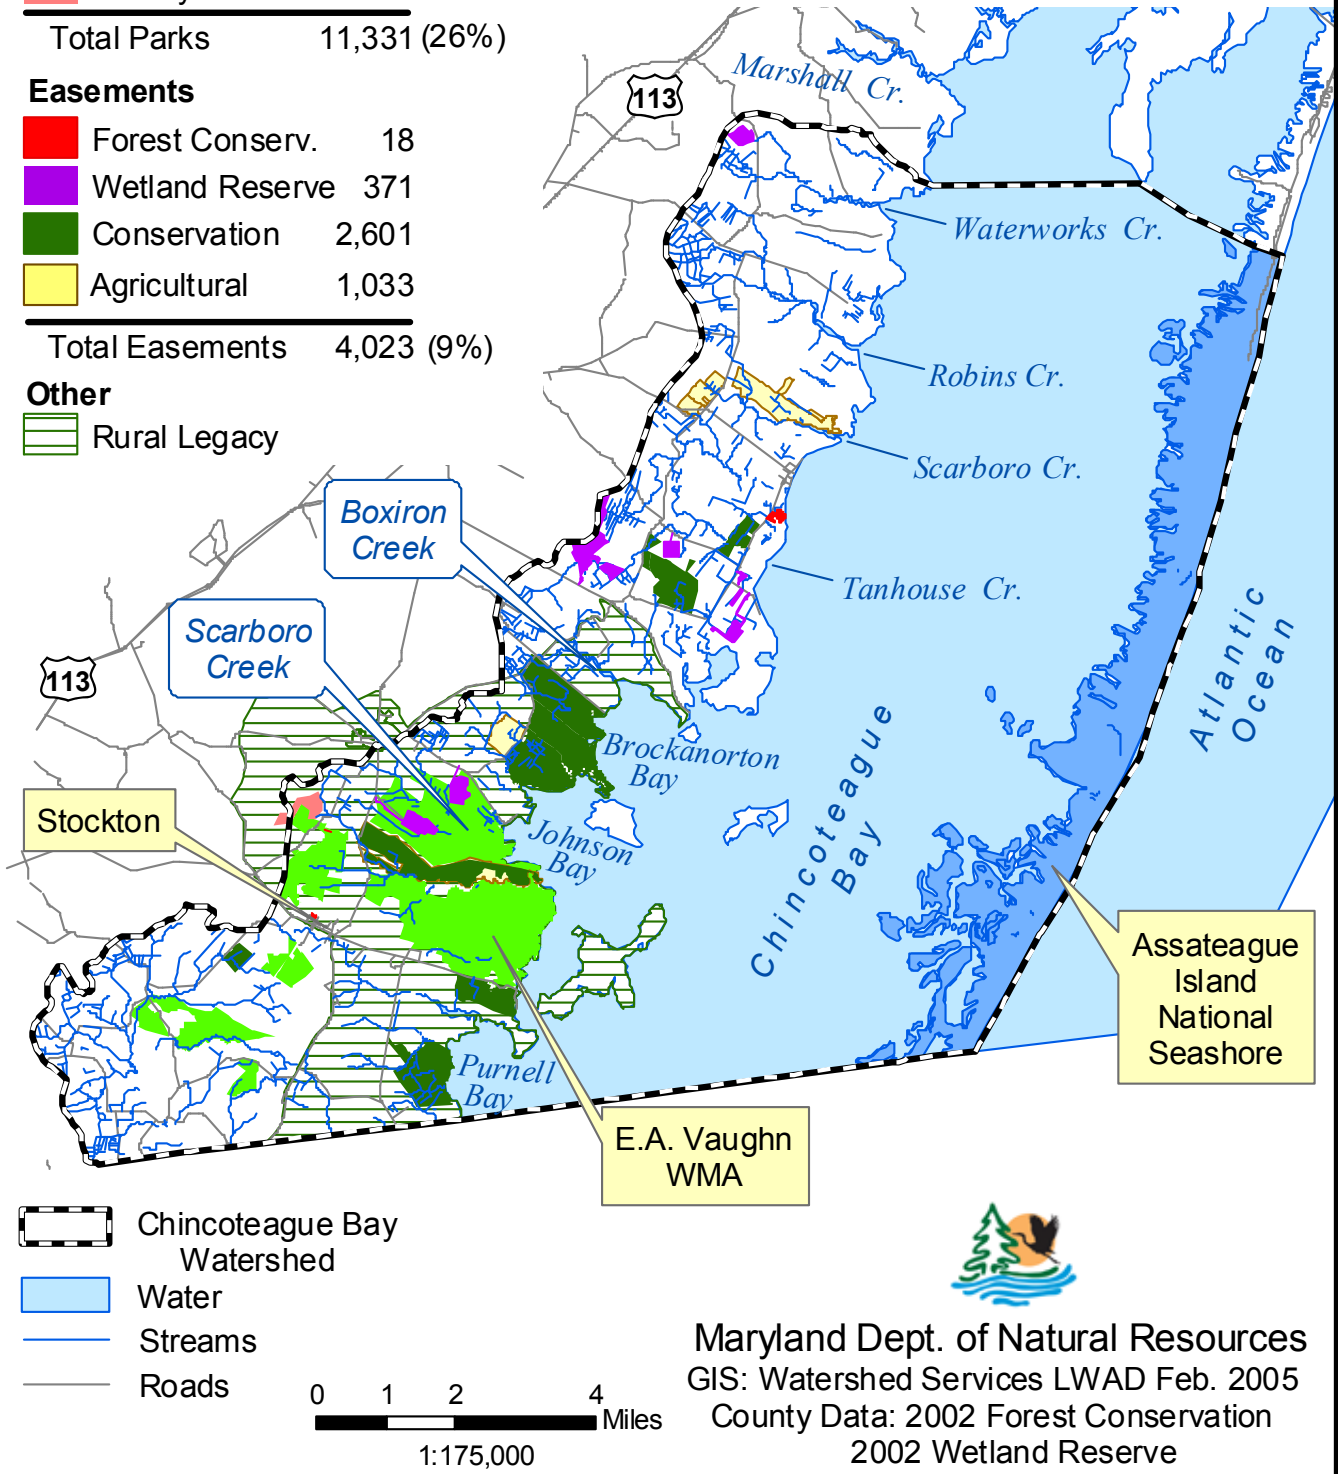 Total Parks 11,331 (26%)
Easements
Forest Conserv. 18
Wetland Reserve 371
Conservation 2,601
Agricultural 1,033
Total Easements 4,023 (9%)
Other
Rural Legacy
113
Marshall Cr.
Waterworks Cr.
Robins Cr.
Scarboro Cr.
Tanhouse Cr.
Boxiron
Creek
Scarboro
Creek
113
Stockton
Brockanorton
Bay
Johnson
Bay
Chincoteague
Bay
Atlantic
Ocean
Purnell
Bay
Assateague
Island
National
Seashore
E.A. Vaughn
WMA
Chincoteague Bay
Watershed
Water
Streams
Roads
0 1 2 4
Miles
1:175,000
Maryland Dept. of Natural Resources
GIS: Watershed Services LWAD Feb. 2005
County Data: 2002 Forest Conservation
2002 Wetland Reserve